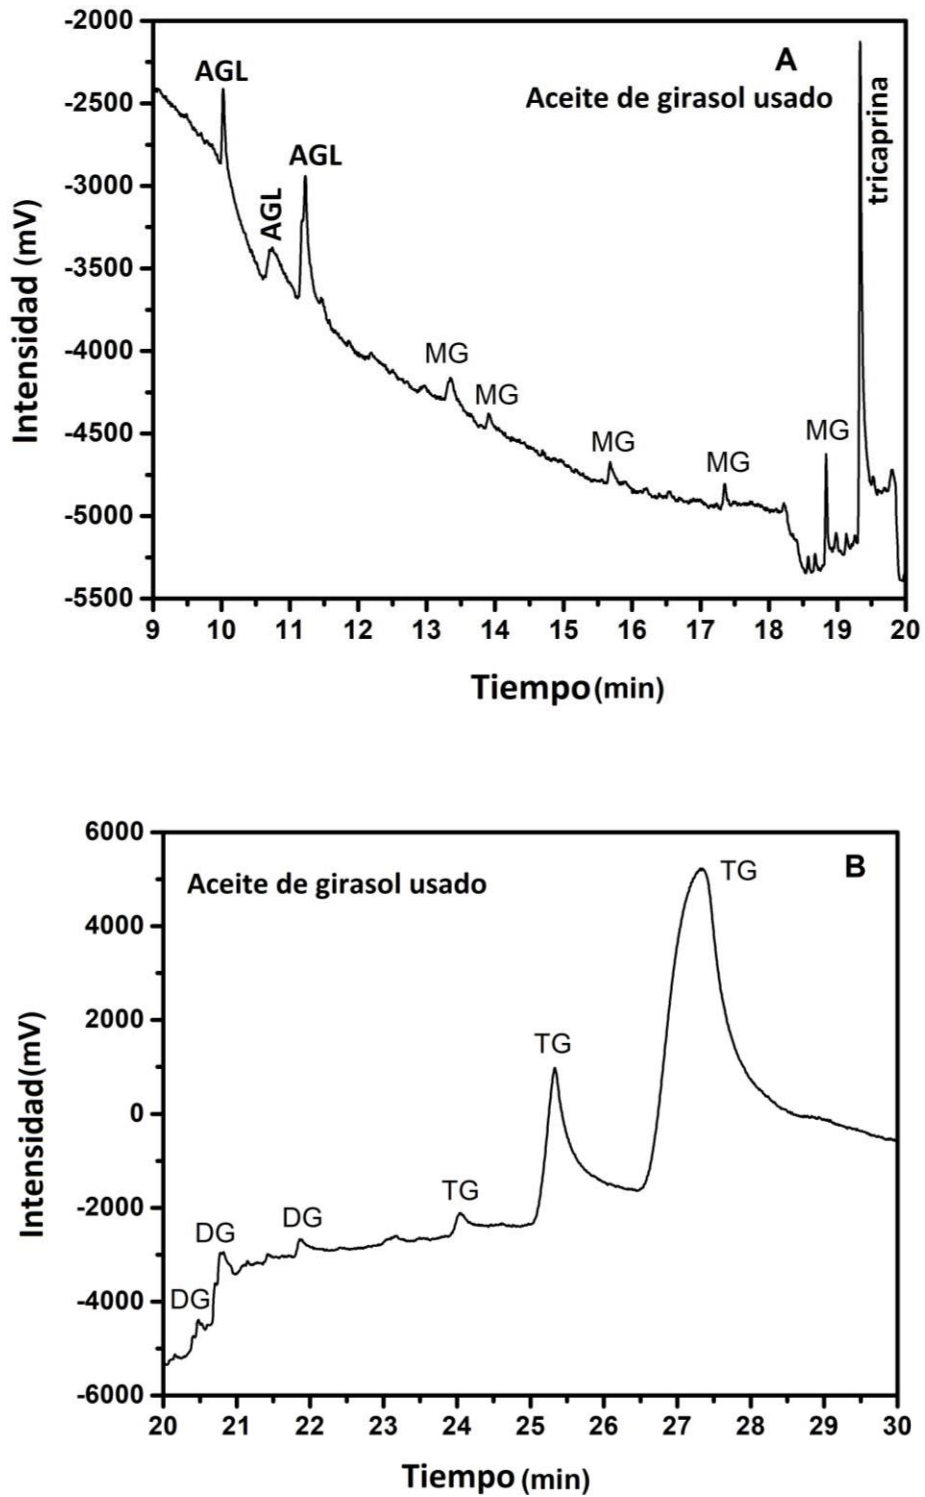 A
Aceite de girasol usado
AGL
AGL
AGL
MG
MG
MG
MG
MG
tricaprina
Intensidad (mV)
-2000
-2500
-3000
-3500
-4000
-4500
-5000
-5500
9 10 11 12 13 14 15 16 17 18 19 20
Tiempo (min)
B
Aceite de girasol usado
TG
TG
TG
DG
DG
DG
Intensidad(mV)
6000
4000
2000
0
-2000
-4000
-6000
20 21 22 23 24 25 26 27 28 29 30
Tiempo (min)